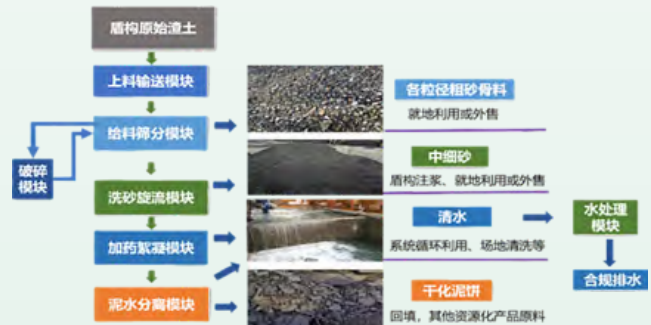 盾构原始渣土
上料输送模块
给料筛分模块
破碎
模块
洗砂旋流模块
加药絮凝模块
泥水分离模块
各粒径粗砂骨料
就地利用或外售
中细砂
盾构注浆、就地利用或外售
清水
系统循环利用、场地清洗等
干化泥饼
回填，其他资源化产品原料
水处理
模块
合规排水